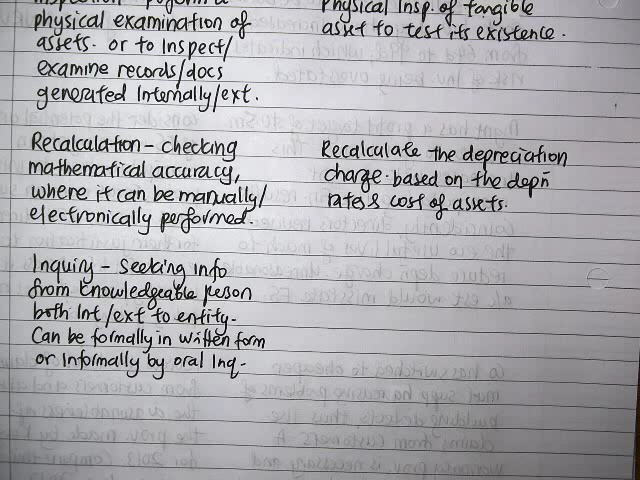 Physical Insp. of tangible
physical examination of
asset to test its existence.
assets. or to Inspect/
examine records/docs
generated Internally/ext.
Recalculation - checking
mathematical accuracy,
where it can be manually/
electronically performed.
Recalculate the depreciation
charge based on the depn
rates & cost of assets.
Inquiry - Seeking info
from knowledgeable person
both Int/ext to entity.
Can be formally in written form
or Informally by oral Inq-